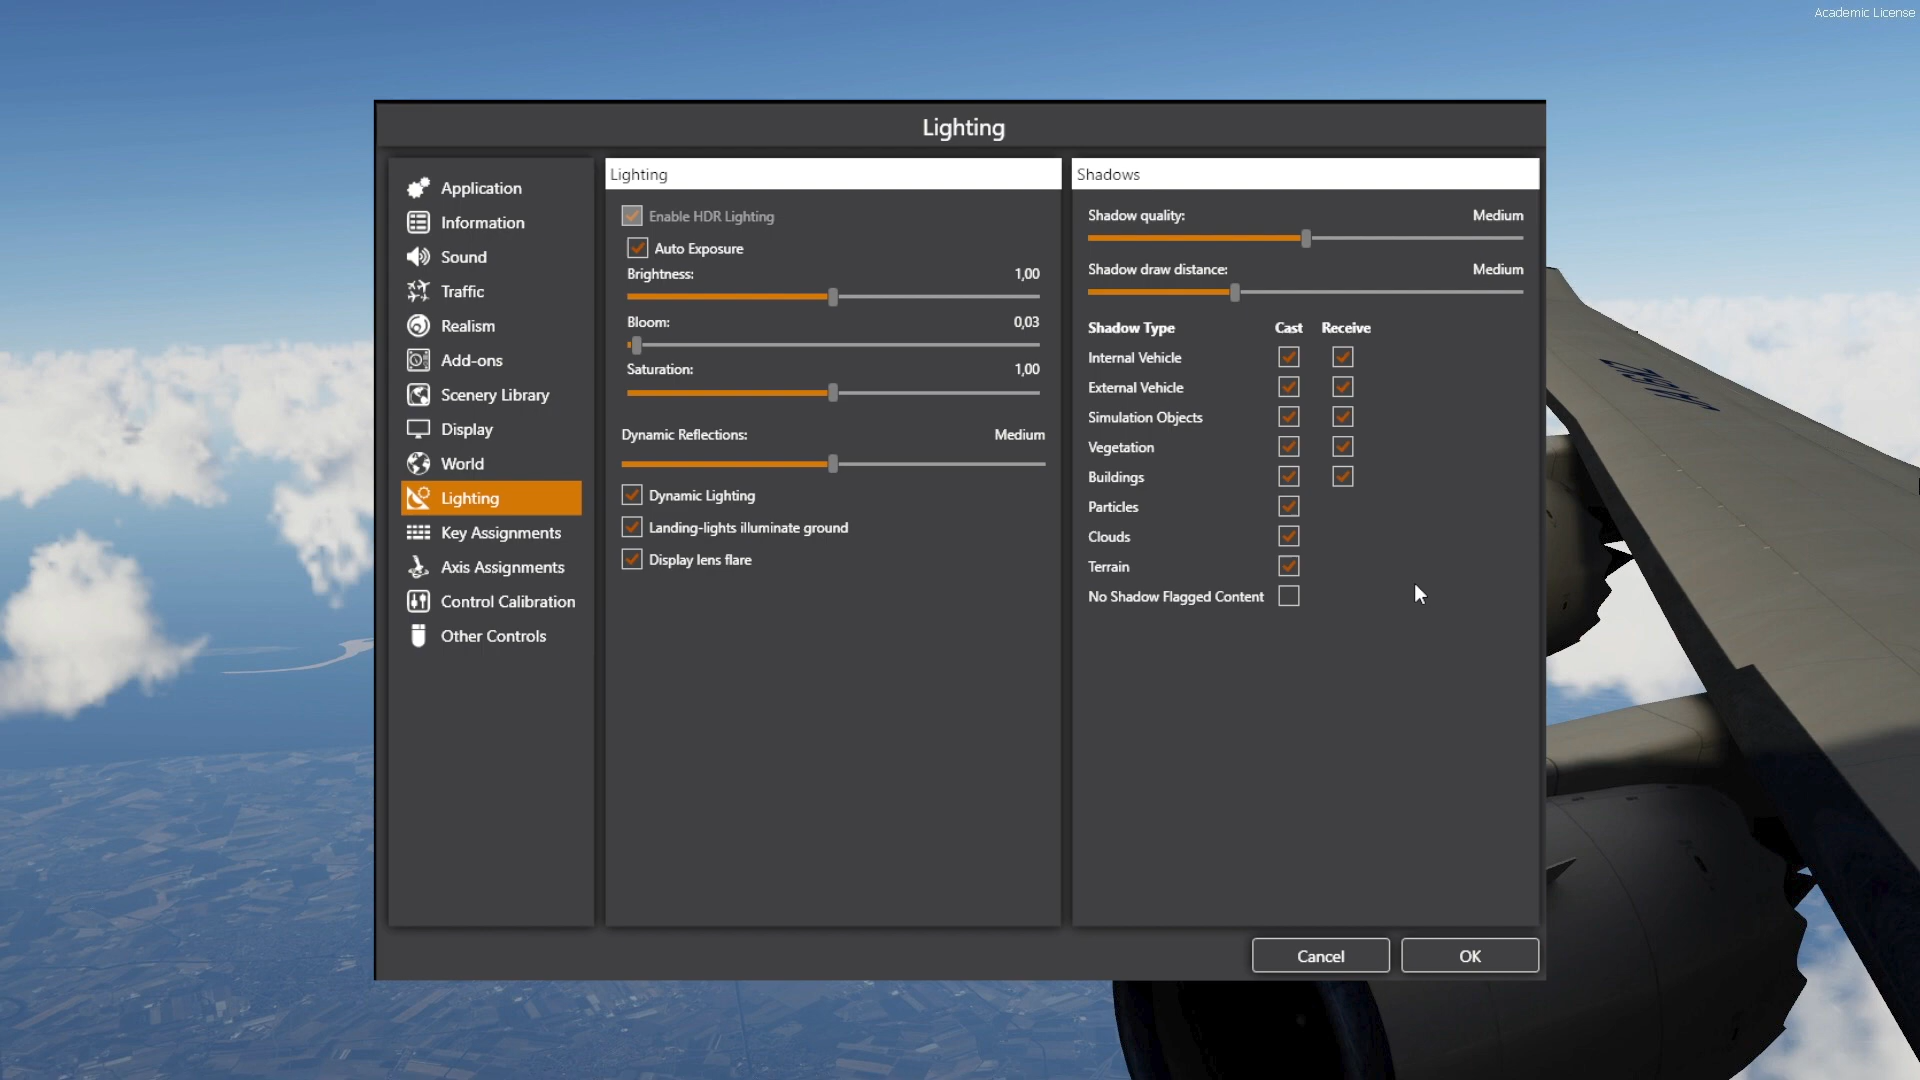 Academic License
Lighting
Application
Information
Sound
Traffic
Realism
Add-ons
Scenery Library
Display
World
Lighting
Key Assignments
Axis Assignments
Control Calibration
Other Controls
Lighting
Enable HDR Lighting
Auto Exposure
Brightness: 1,00
Bloom: 0,03
Saturation: 1,00
Dynamic Reflections: Medium
Dynamic Lighting
Landing-lights illuminate ground
Display lens flare
Shadows
Shadow quality: Medium
Shadow draw distance: Medium
Shadow Type Cast Receive
Internal Vehicle
External Vehicle
Simulation Objects
Vegetation
Buildings
Particles
Clouds
Terrain
No Shadow Flagged Content
Cancel OK